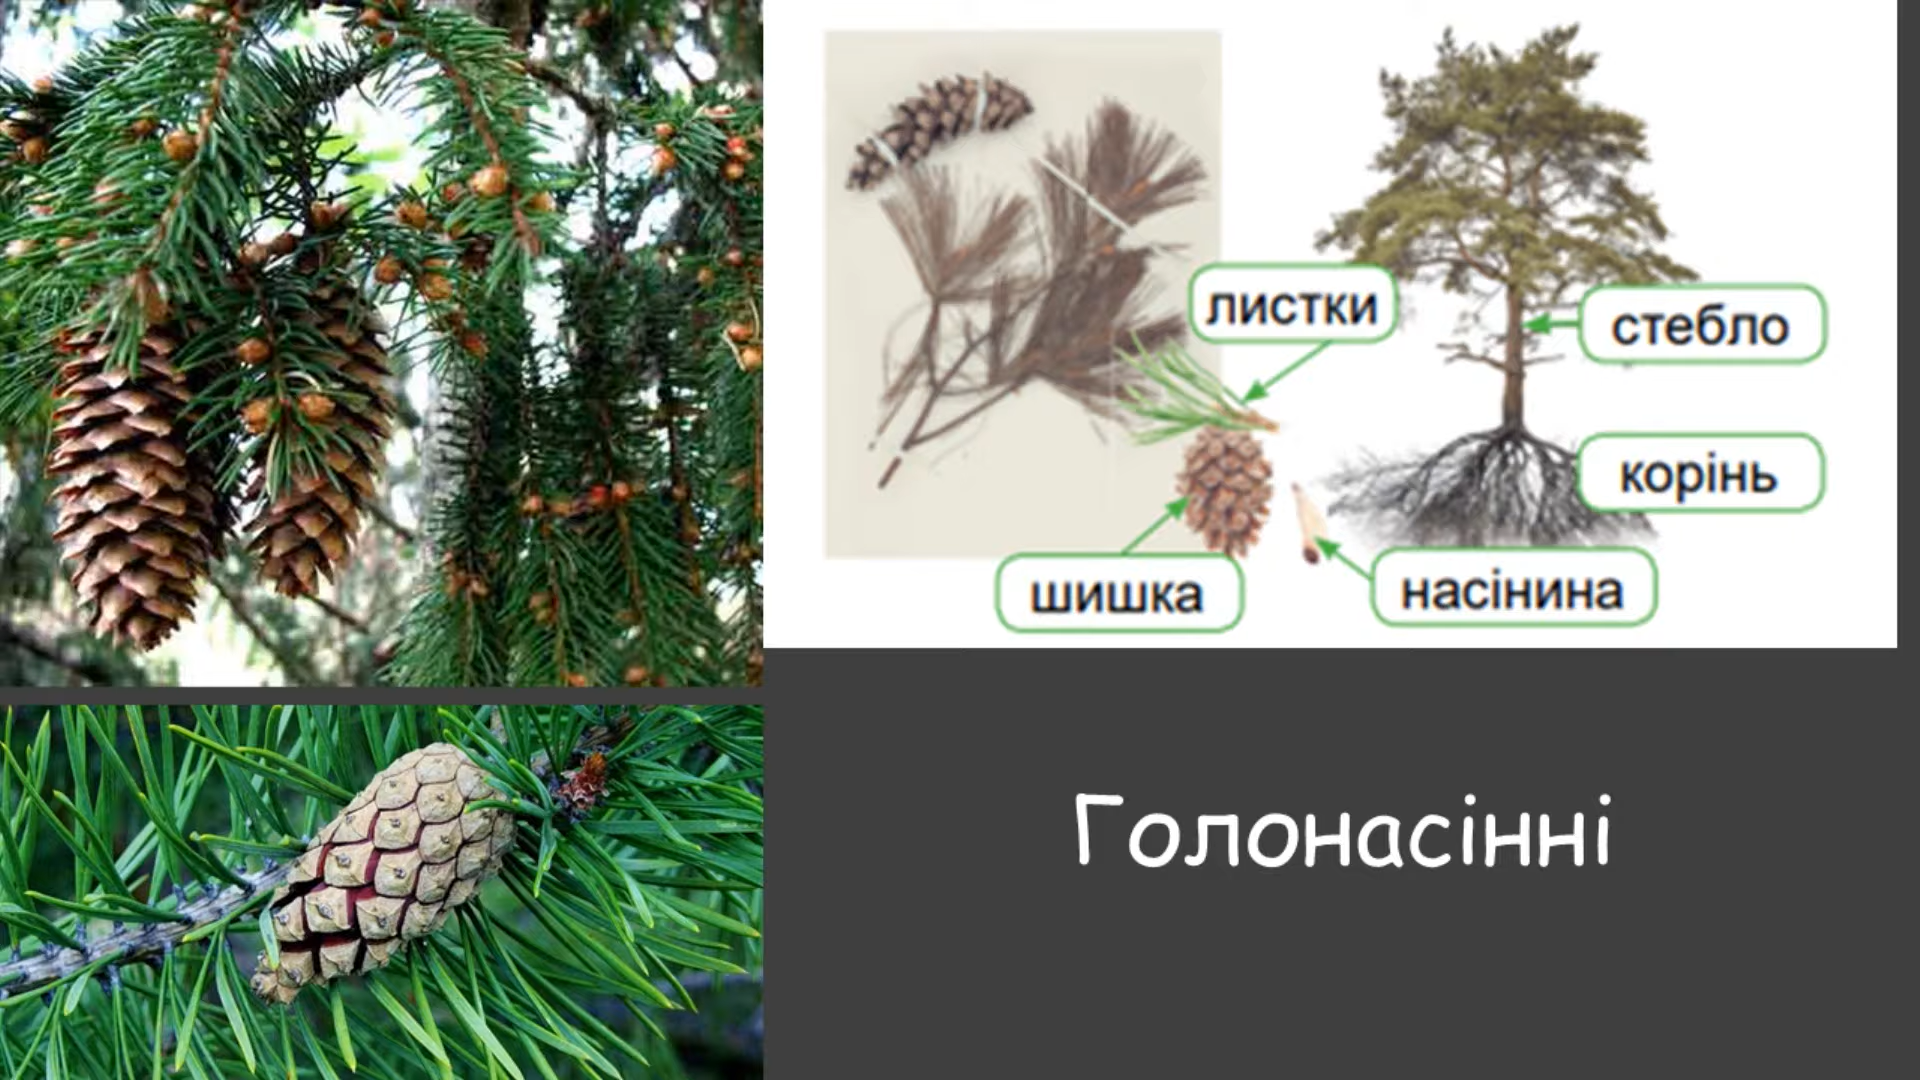 листки
стебло
корінь
шишка
насінина
Голонасінні